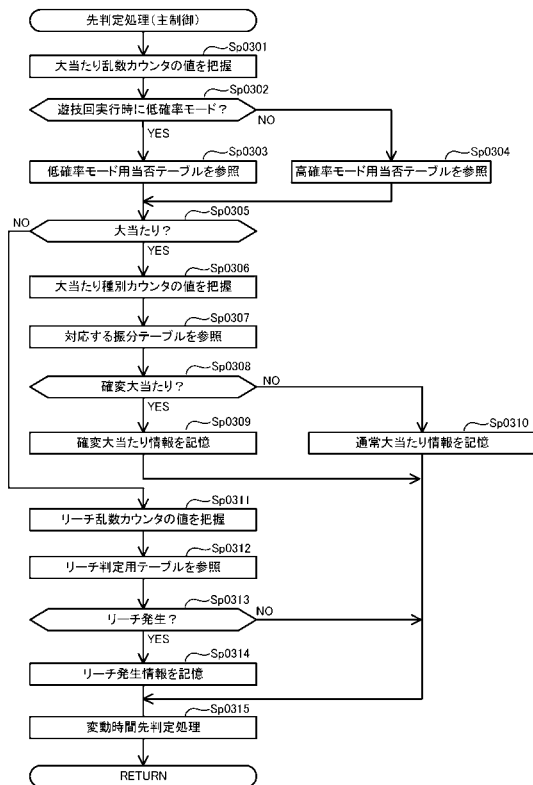 先判定処理(主制御)
Sp0301
大当たり乱数カウンタの値を把握
Sp0302
遊技回実行時に低確率モード?
NO
YES
Sp0303
低確率モード用当否テーブルを参照
Sp0304
高確率モード用当否テーブルを参照
Sp0305
NO
大当たり?
YES
Sp0306
大当たり種別カウンタの値を把握
Sp0307
対応する振分テーブルを参照
Sp0308
確変大当たり?
NO
YES
Sp0309
確変大当たり情報を記憶
Sp0310
通常大当たり情報を記憶
Sp0311
リーチ乱数カウンタの値を把握
Sp0312
リーチ判定用テーブルを参照
Sp0313
リーチ発生?
NO
YES
Sp0314
リーチ発生情報を記憶
Sp0315
変動時間先判定処理
RETURN